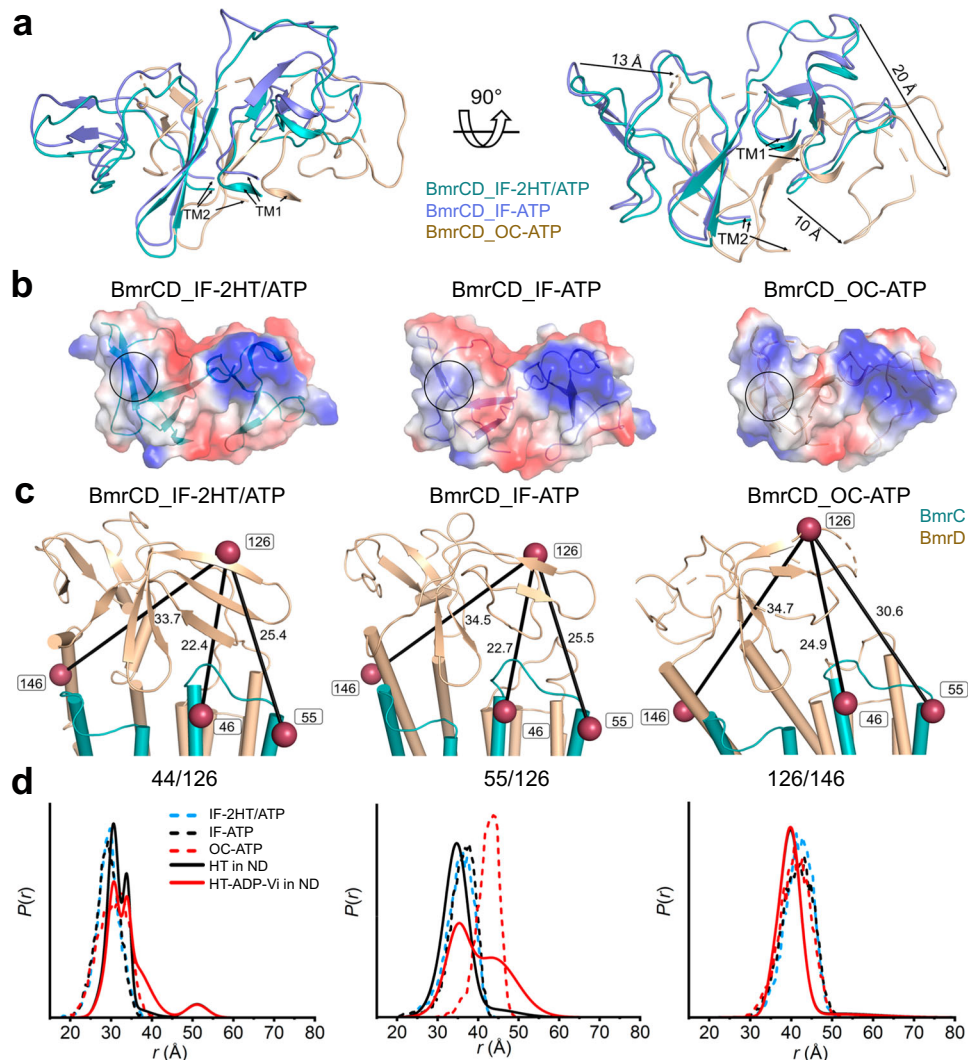 a
90°
BmrCD_IF-2HT/ATP
BmrCD_IF-ATP
BmrCD_OC-ATP
TM2
TM1
13 Å
20 Å
TM1
10 Å
TM2
b
BmrCD_IF-2HT/ATP
BmrCD_IF-ATP
BmrCD_OC-ATP
c
BmrCD_IF-2HT/ATP
BmrCD_IF-ATP
BmrCD_OC-ATP
BmrC
BmrD
126
33.7
25.4
22.4
146
46
55
126
34.5
25.5
22.7
146
46
55
126
34.7
30.6
24.9
146
46
55
d
44/126
55/126
126/146
IF-2HT/ATP
IF-ATP
OC-ATP
HT in ND
HT-ADP-Vi in ND
P(r)
P(r)
P(r)
20 30 40 50 60 70 80
20 30 40 50 60 70 80
20 30 40 50 60 70 80
r (Å)
r (Å)
r (Å)